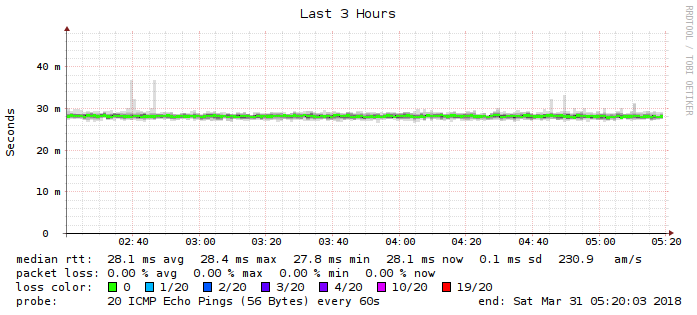 Last 3 Hours
RRDTOOL / TOBI OETIKER
Seconds
40 m
30 m
20 m
10 m
0
02:40 03:00 03:20 03:40 04:00 04:20 04:40 05:00 05:20
median rtt: 28.1 ms avg 28.4 ms max 27.8 ms min 28.1 ms now 0.1 ms sd 230.9 am/s
packet loss: 0.00 % avg 0.00 % max 0.00 % min 0.00 % now
loss color: 0 1/20 2/20 3/20 4/20 10/20 19/20
probe: 20 ICMP Echo Pings (56 Bytes) every 60s end: Sat Mar 31 05:20:03 2018